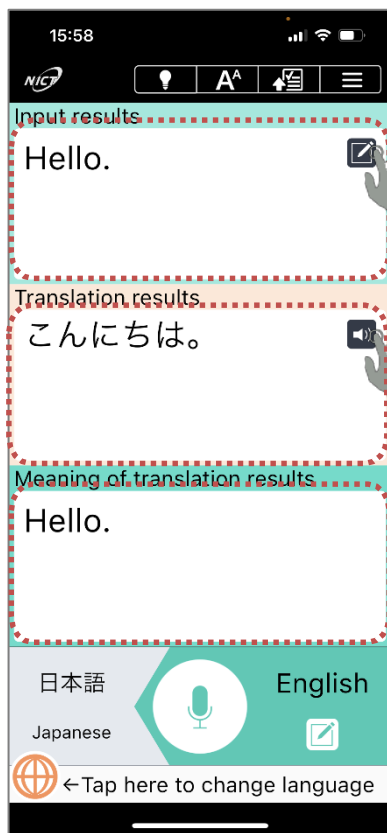 15:58
NICT
AA
Input results
Hello.
Translation results
こんにちは。
Meaning of translation results
Hello.
日本語
English
Japanese
←Tap here to change language